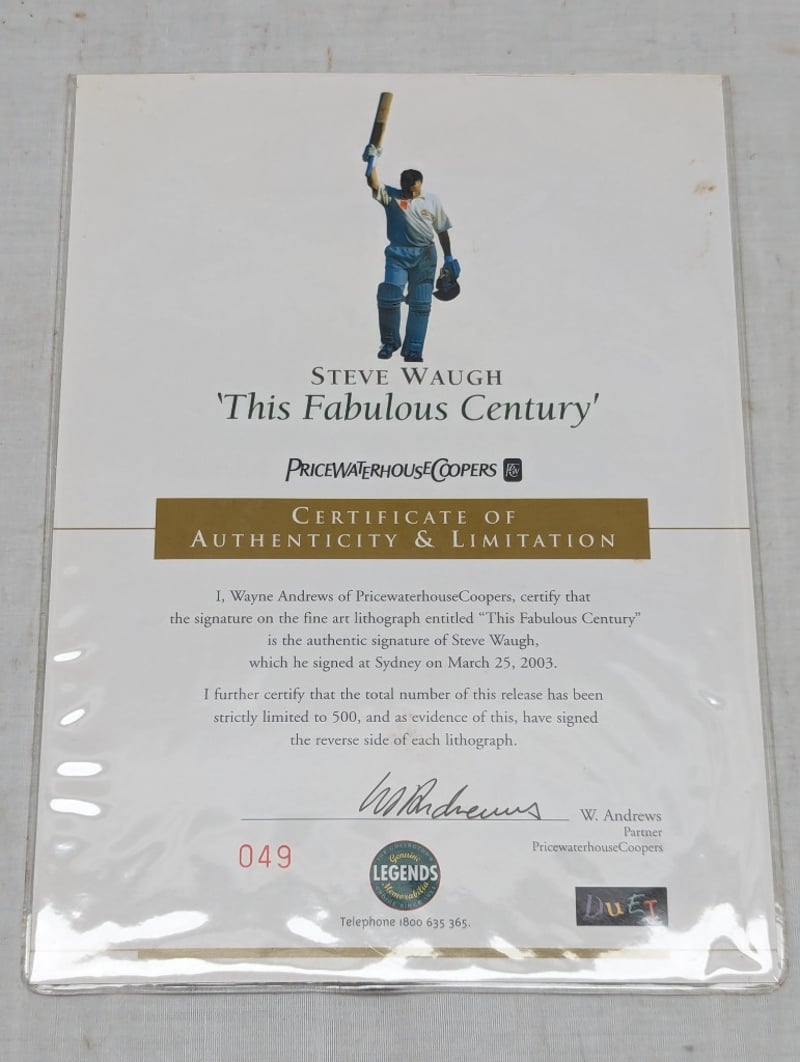 STEVE WAUGH
'This Fabulous Century'
PRICEWATERHOUSECOOPERS PwC
CERTIFICATE OF
AUTHENTICITY & LIMITATION
I, Wayne Andrews of PricewaterhouseCoopers, certify that
the signature on the fine art lithograph entitled “This Fabulous Century”
is the authentic signature of Steve Waugh,
which he signed at Sydney on March 25, 2003.
I further certify that the total number of this release has been
strictly limited to 500, and as evidence of this, have signed
the reverse side of each lithograph.
W Andrews
W. Andrews
Partner
PricewaterhouseCoopers
049
Genuine
LEGENDS
Memorabilia
DUET
Telephone 1800 635 365.